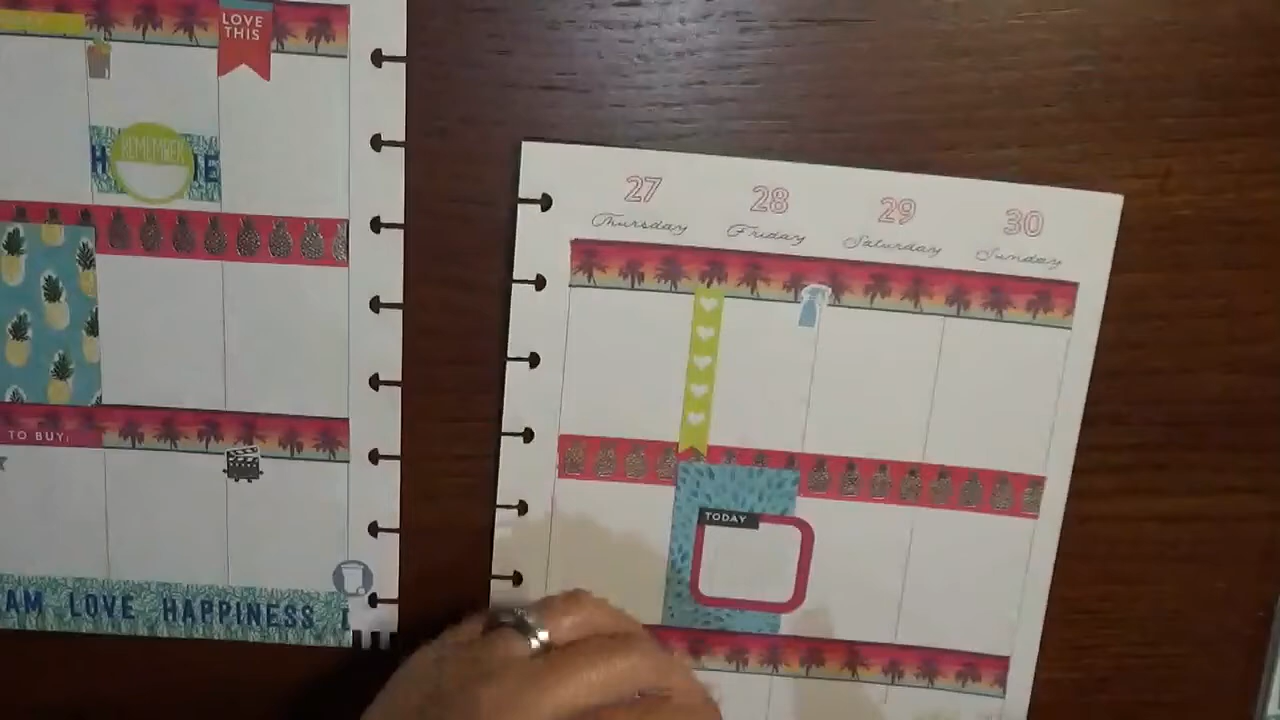 LOVE
THIS
REMEMBER
H
E
TO BUY:
AM LOVE HAPPINESS
27 28 29 30
Thursday Friday Saturday Sunday
TODAY